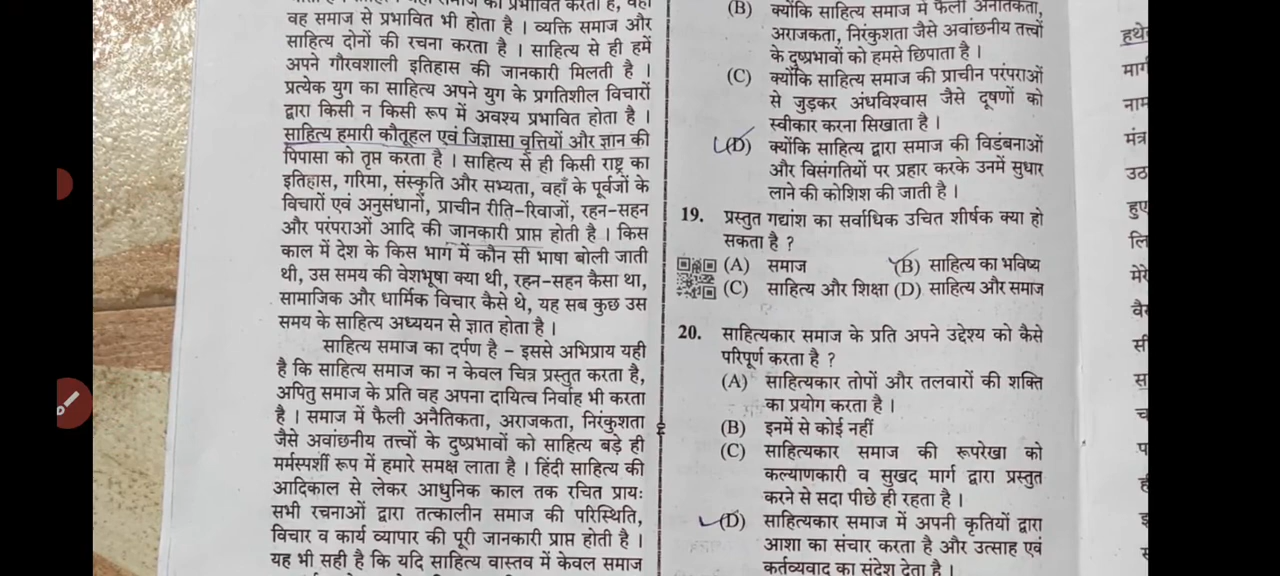 वह समाज से प्रभावित भी होता है । व्यक्ति समाज और
साहित्य दोनों की रचना करता है । साहित्य से ही हमें
अपने गौरवशाली इतिहास की जानकारी मिलती है ।
प्रत्येक युग का साहित्य अपने युग के प्रगतिशील विचारों
द्वारा किसी न किसी रूप में अवश्य प्रभावित होता है ।
साहित्य हमारी कौतूहल एवं जिज्ञासा वृत्तियों और ज्ञान की
पिपासा को तृप्त करता है । साहित्य से ही किसी राष्ट्र का
इतिहास, गरिमा, संस्कृति और सभ्यता, वहाँ के पूर्वजों के
विचारों एवं अनुसंधानों, प्राचीन रीति-रिवाजों, रहन-सहन
और परंपराओं आदि की जानकारी प्राप्त होती है । किस
काल में देश के किस भाग में कौन सी भाषा बोली जाती
थी, उस समय की वेशभूषा क्या थी, रहन-सहन कैसा था,
सामाजिक और धार्मिक विचार कैसे थे, यह सब कुछ उस
समय के साहित्य अध्ययन से ज्ञात होता है ।
साहित्य समाज का दर्पण है – इससे अभिप्राय यही
है कि साहित्य समाज का न केवल चित्र प्रस्तुत करता है,
अपितु समाज के प्रति वह अपना दायित्व निर्वाह भी करता
है । समाज में फैली अनैतिकता, अराजकता, निरंकुशता
जैसे अवांछनीय तत्त्वों के दुष्प्रभावों को साहित्य बड़े ही
मर्मस्पर्शी रूप में हमारे समक्ष लाता है । हिंदी साहित्य की
आदिकाल से लेकर आधुनिक काल तक रचित प्रायः
सभी रचनाओं द्वारा तत्कालीन समाज की परिस्थिति,
विचार व कार्य व्यापार की पूरी जानकारी प्राप्त होती है ।
यह भी सही है कि यदि साहित्य वास्तव में केवल समाज
(B) क्योंकि साहित्य समाज में फैली अनैतिकता,
अराजकता, निरंकुशता जैसे अवांछनीय तत्त्वों
के दुष्प्रभावों को हमसे छिपाता है ।
(C) क्योंकि साहित्य समाज की प्राचीन परंपराओं
से जुड़कर अंधविश्वास जैसे दूषणों को
स्वीकार करना सिखाता है ।
(D) क्योंकि साहित्य द्वारा समाज की विडंबनाओं
और विसंगतियों पर प्रहार करके उनमें सुधार
लाने की कोशिश की जाती है ।
19. प्रस्तुत गद्यांश का सर्वाधिक उचित शीर्षक क्या हो
सकता है ?
(A) समाज (B) साहित्य का भविष्य
(C) साहित्य और शिक्षा (D) साहित्य और समाज
20. साहित्यकार समाज के प्रति अपने उद्देश्य को कैसे
परिपूर्ण करता है ?
(A) साहित्यकार तोपों और तलवारों की शक्ति
का प्रयोग करता है ।
(B) इनमें से कोई नहीं
(C) साहित्यकार समाज की रूपरेखा को
कल्याणकारी व सुखद मार्ग द्वारा प्रस्तुत
करने से सदा पीछे ही रहता है ।
(D) साहित्यकार समाज में अपनी कृतियों द्वारा
आशा का संचार करता है और उत्साह एवं
कर्तव्यवाद का संदेश देता है ।